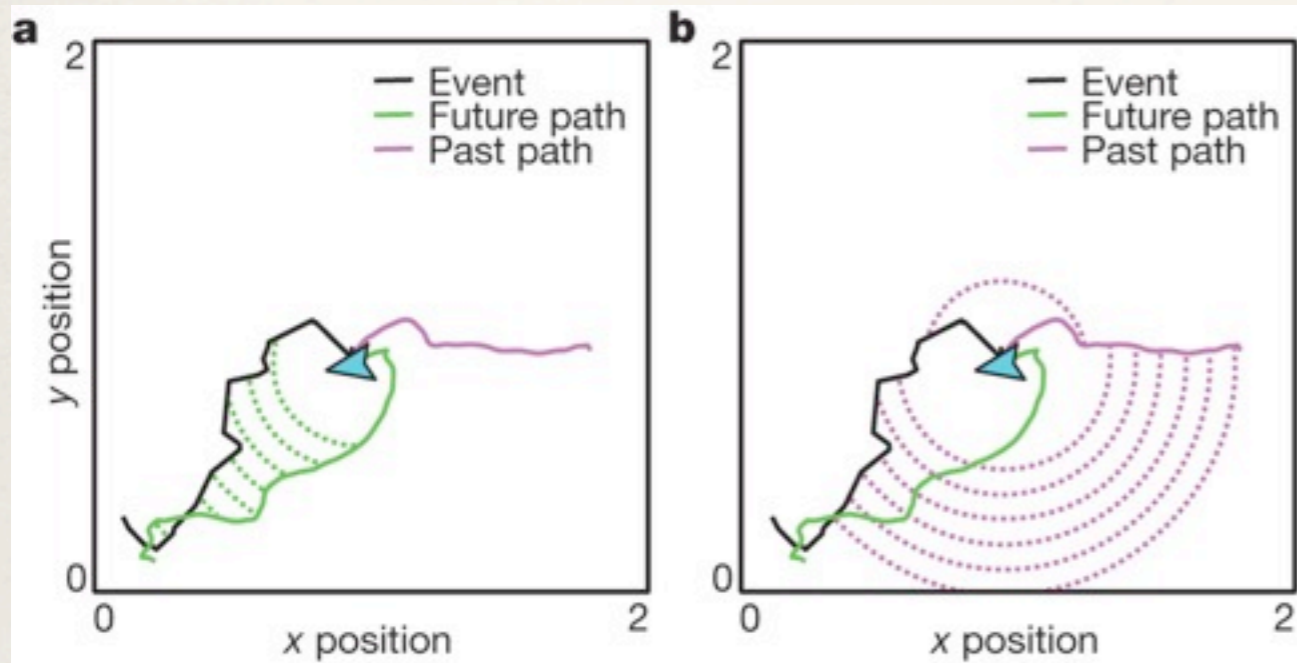 a
2
Event
Future path
Past path
y position
0
0
2
x position
b
2
Event
Future path
Past path
0
0
2
x position